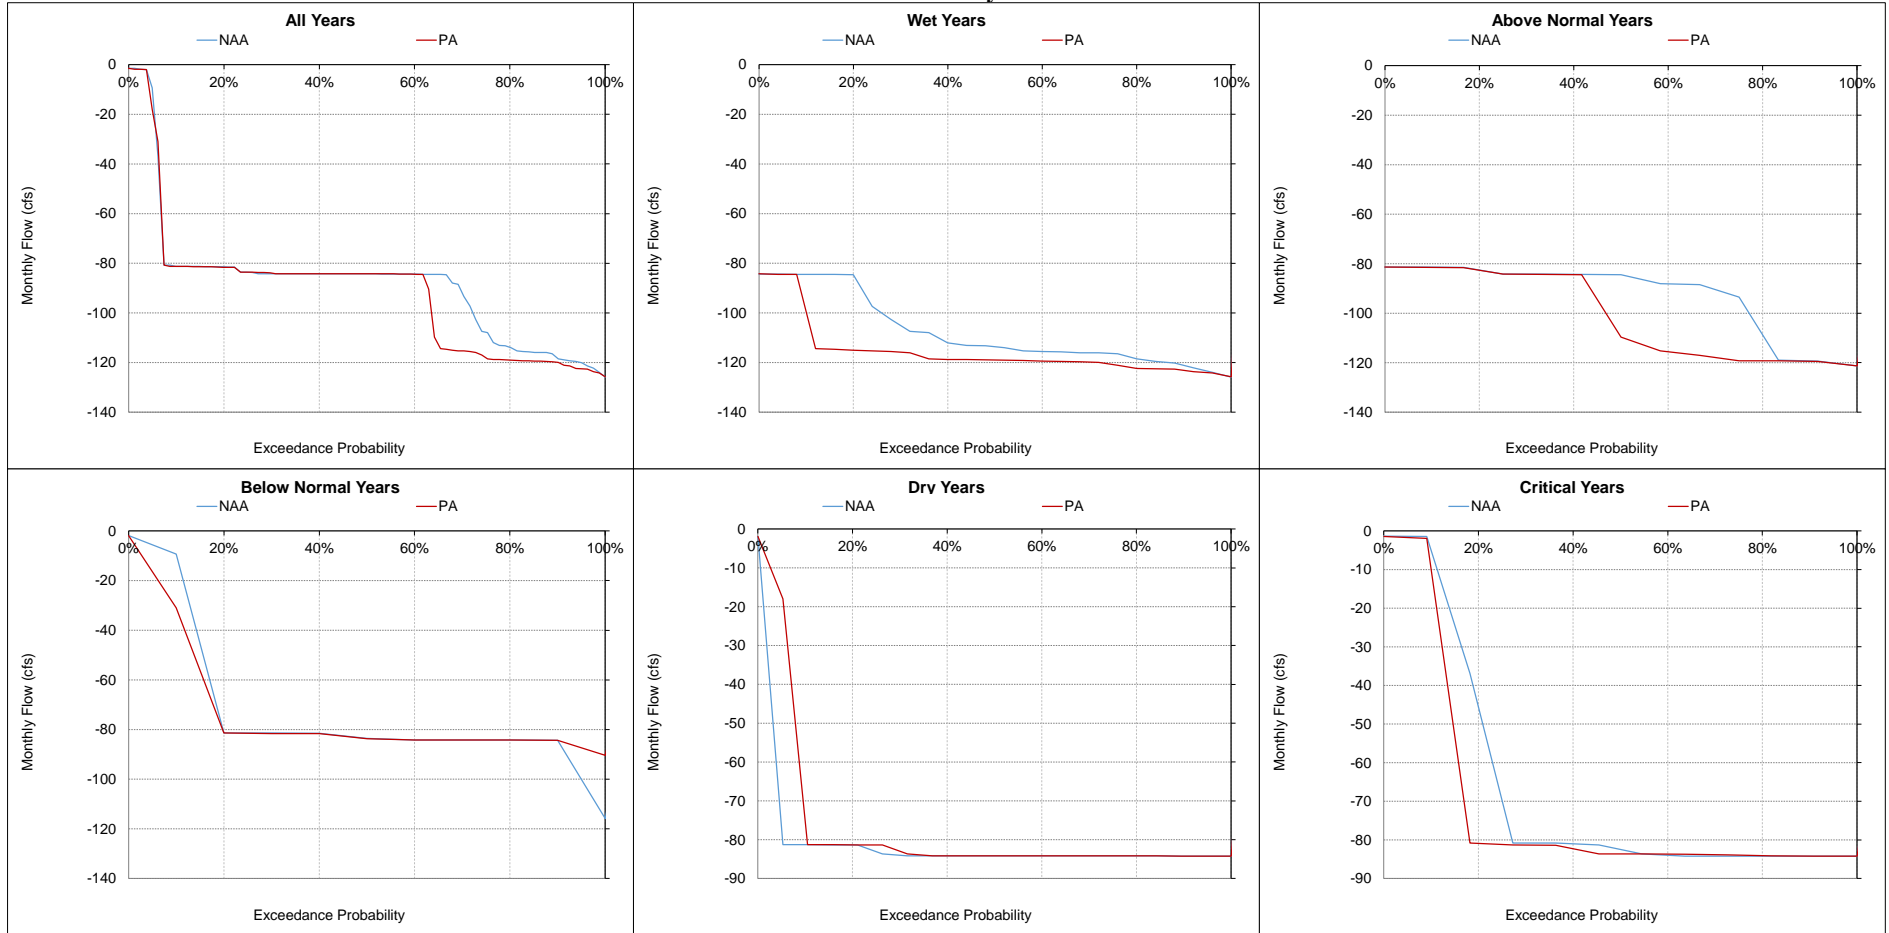 All Years
NAA PA
0
-20
-40
-60
-80
-100
-120
-140
0% 20% 40% 60% 80% 100%
Monthly Flow (cfs)
Exceedance Probability
Wet Years
NAA PA
0
-20
-40
-60
-80
-100
-120
-140
0% 20% 40% 60% 80% 100%
Monthly Flow (cfs)
Exceedance Probability
Above Normal Years
NAA PA
0
-20
-40
-60
-80
-100
-120
-140
0% 20% 40% 60% 80% 100%
Monthly Flow (cfs)
Exceedance Probability
Below Normal Years
NAA PA
0
-20
-40
-60
-80
-100
-120
-140
0% 20% 40% 60% 80% 100%
Monthly Flow (cfs)
Exceedance Probability
Dry Years
NAA PA
0
-10
-20
-30
-40
-50
-60
-70
-80
-90
0% 20% 40% 60% 80% 100%
Monthly Flow (cfs)
Exceedance Probability
Critical Years
NAA PA
0
-10
-20
-30
-40
-50
-60
-70
-80
-90
0% 20% 40% 60% 80% 100%
Monthly Flow (cfs)
Exceedance Probability